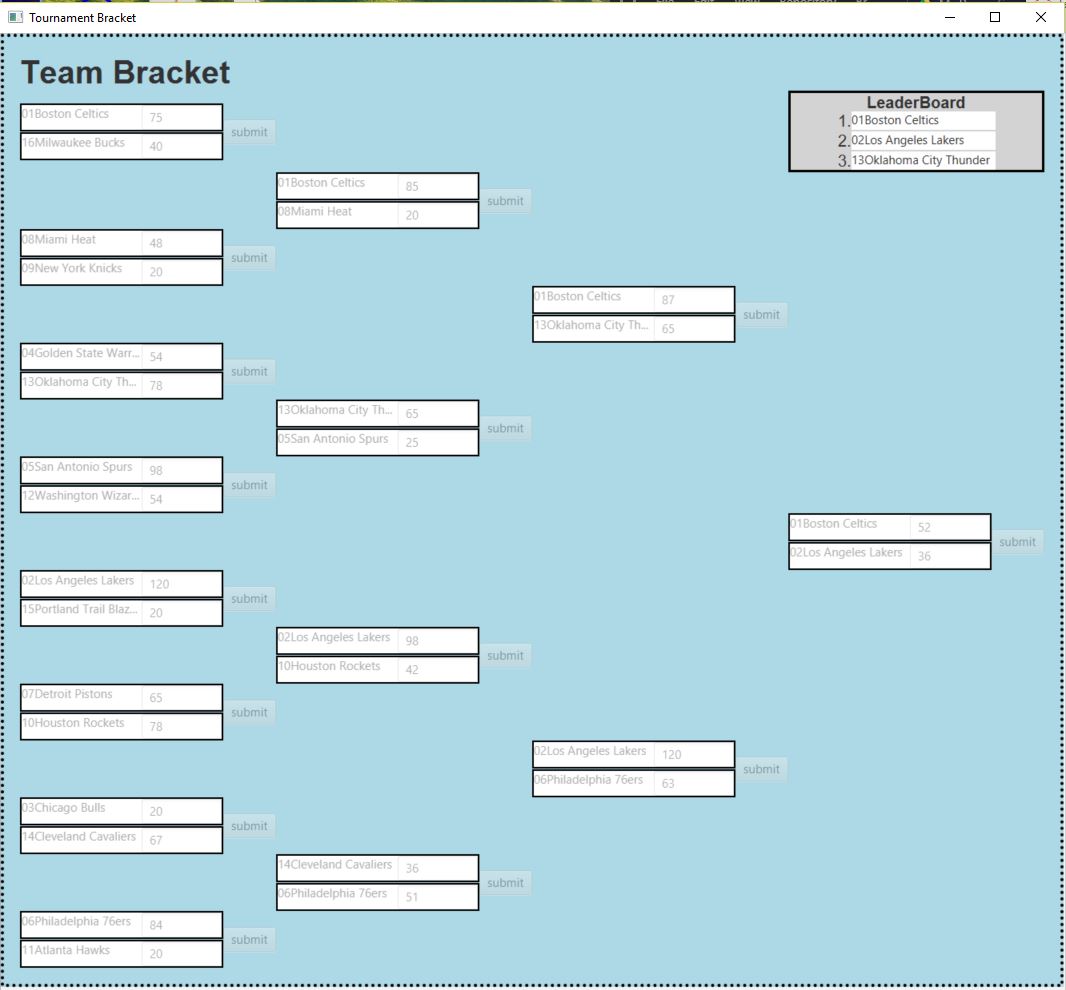 Tournament Bracket
Team Bracket
LeaderBoard
1. 01Boston Celtics
2. 02Los Angeles Lakers
3. 13Oklahoma City Thunder
01Boston Celtics 75
16Milwaukee Bucks 40
submit
01Boston Celtics 85
08Miami Heat 20
submit
08Miami Heat 48
09New York Knicks 20
submit
01Boston Celtics 87
13Oklahoma City Th... 65
submit
04Golden State Warr... 54
13Oklahoma City Th... 78
submit
13Oklahoma City Th... 65
05San Antonio Spurs 25
submit
05San Antonio Spurs 98
12Washington Wizar... 54
submit
01Boston Celtics 52
02Los Angeles Lakers 36
submit
02Los Angeles Lakers 120
15Portland Trail Blaz... 20
submit
02Los Angeles Lakers 98
10Houston Rockets 42
submit
07Detroit Pistons 65
10Houston Rockets 78
submit
02Los Angeles Lakers 120
06Philadelphia 76ers 63
submit
03Chicago Bulls 20
14Cleveland Cavaliers 67
submit
14Cleveland Cavaliers 36
06Philadelphia 76ers 51
submit
06Philadelphia 76ers 84
11Atlanta Hawks 20
submit